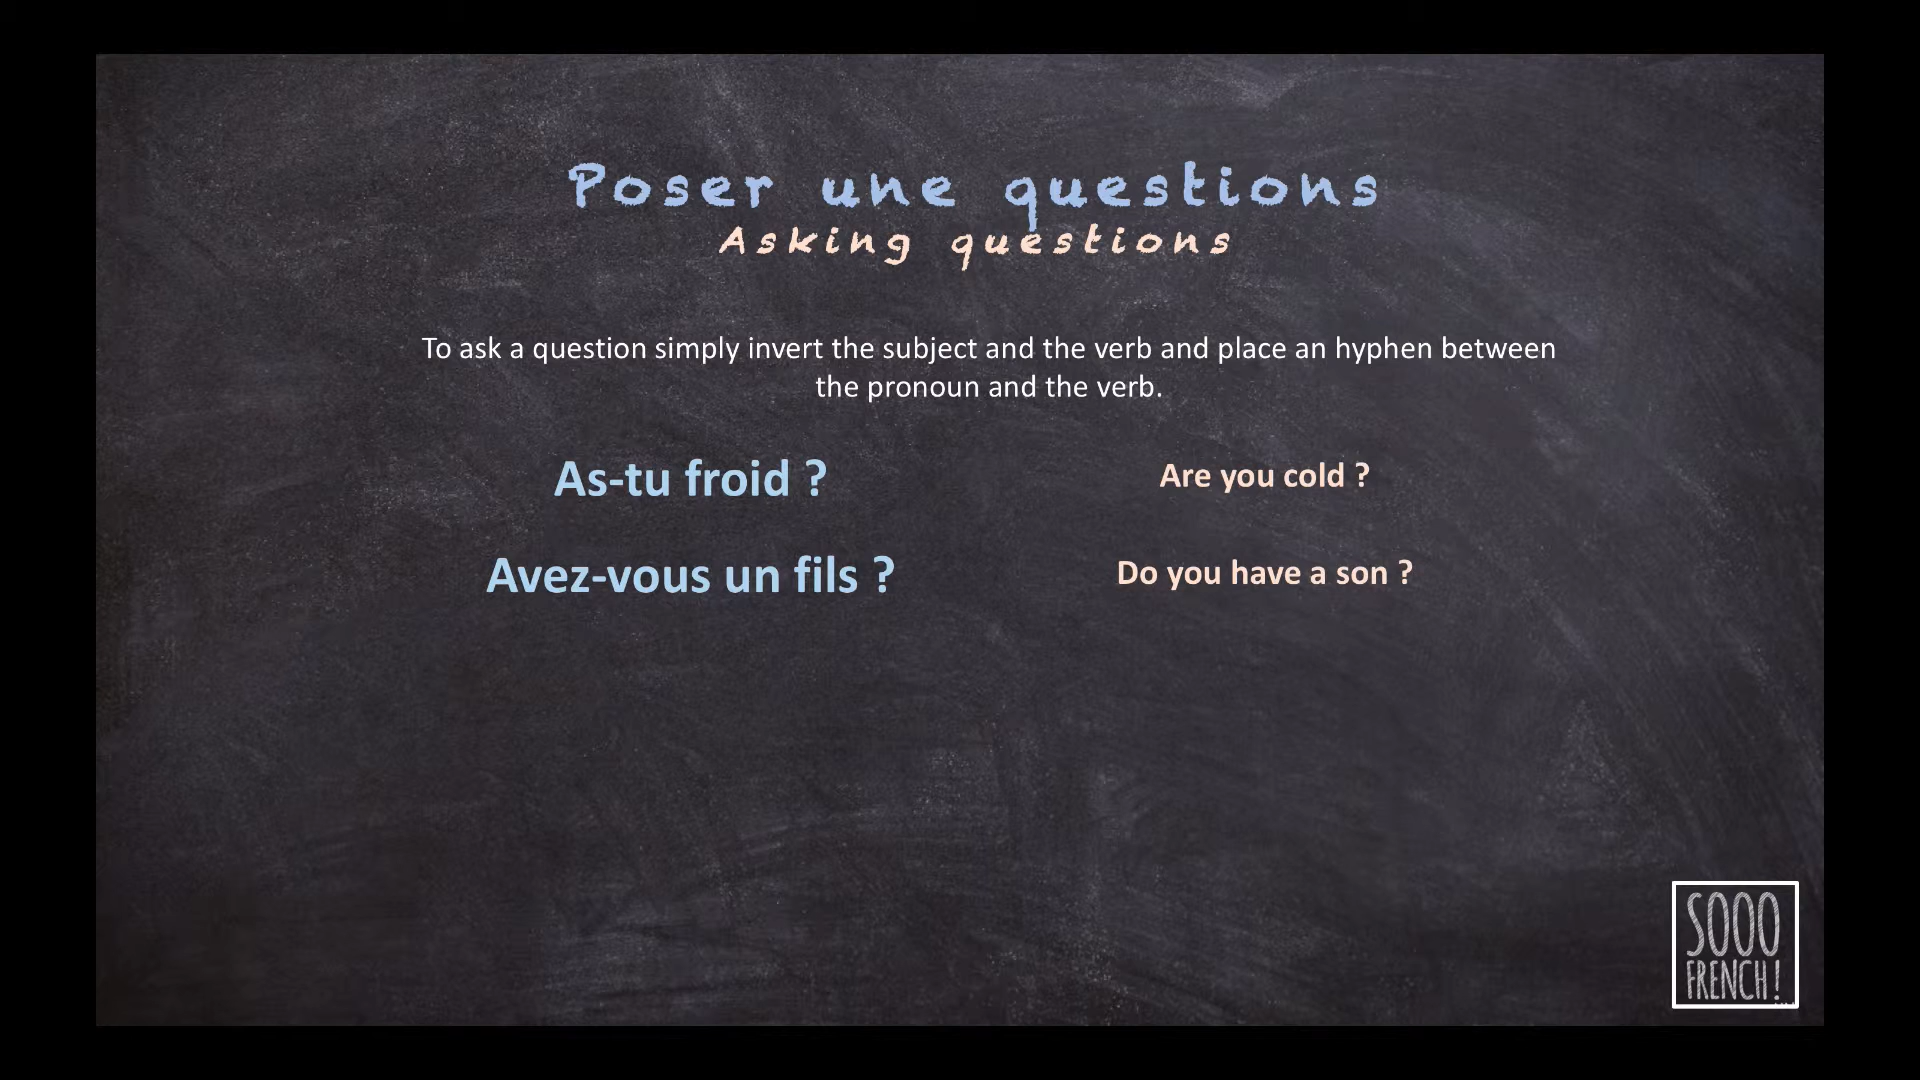 Poser une questions
Asking questions
To ask a question simply invert the subject and the verb and place an hyphen between
the pronoun and the verb.
As-tu froid ?
Are you cold ?
Avez-vous un fils ?
Do you have a son ?
SOOO
FRENCH!